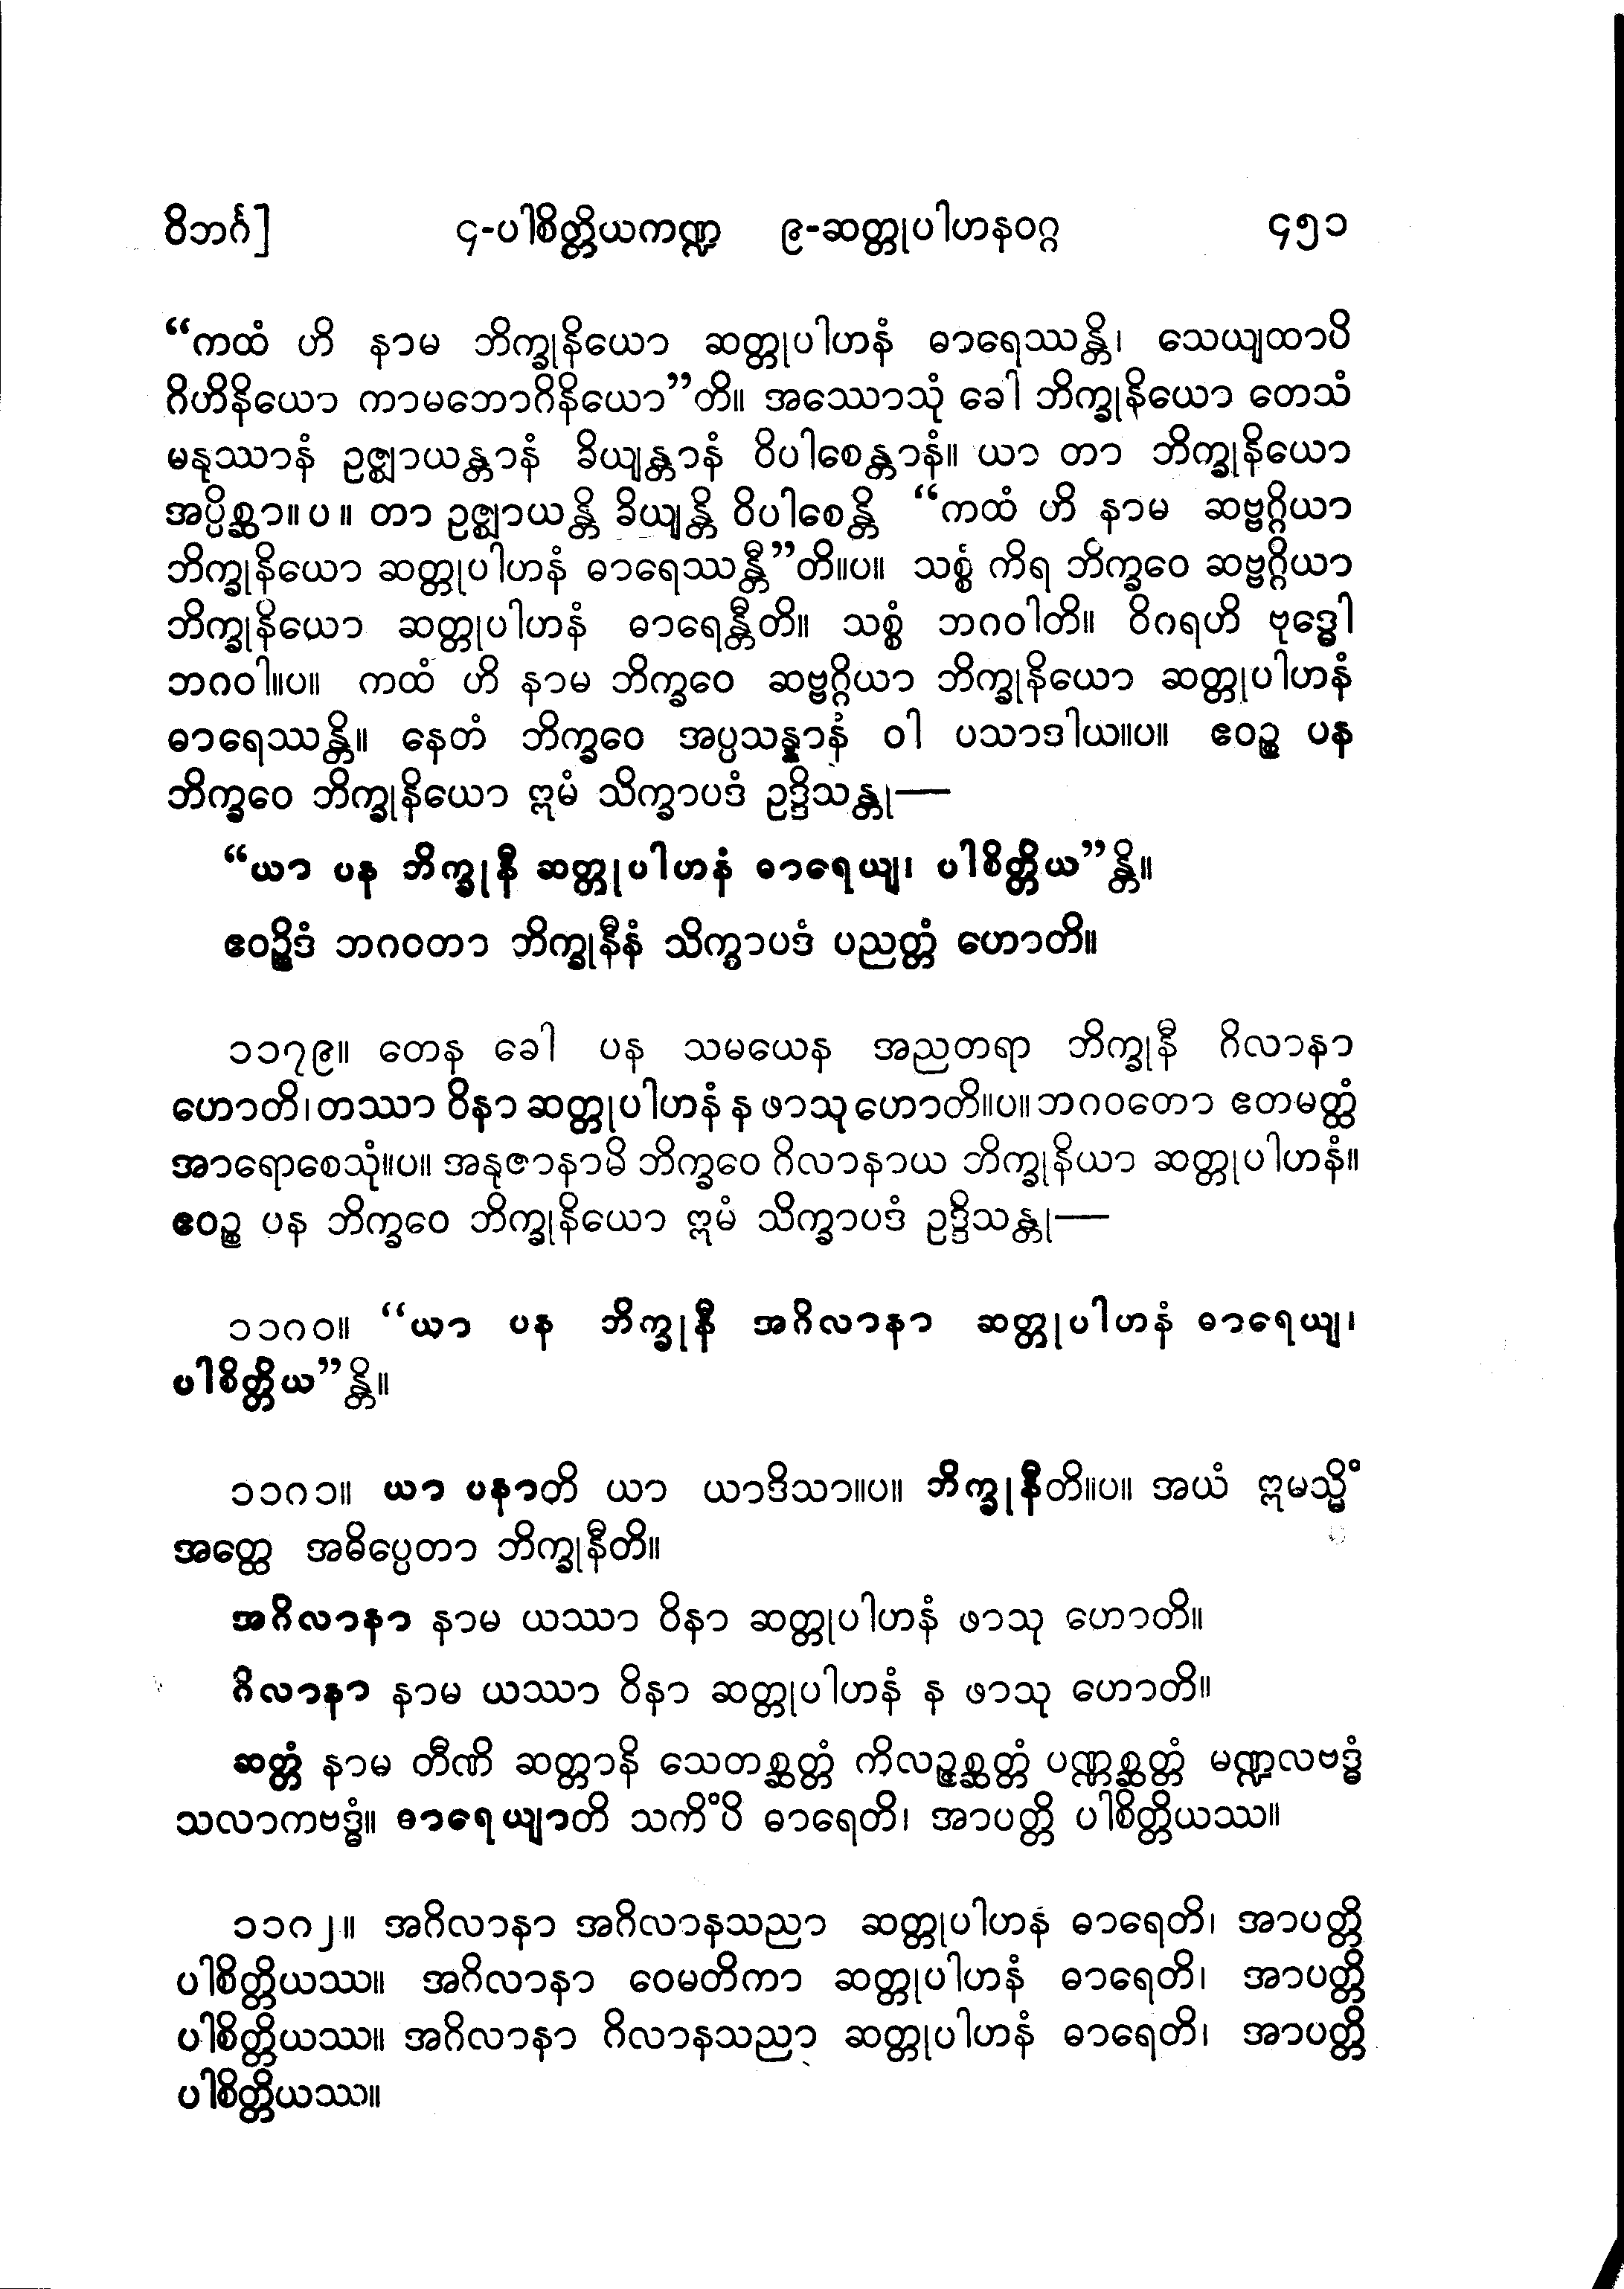 ဝိဘင်္ဂ]	၄-ပါစိတ္တိယကဏ္ဍ ၉-ဆတ္တုပါဟနဝဂ္ဂ	၄၅၁
“ကထံ ဟိ နာမ ဘိက္ခုနိယော ဆတ္တုပါဟနံ ဓာရေဿန္တိ၊ သေယျထာပိ
ဂိဟိနိယော ကာမဘောဂိနိယော”တိ။ အဿောသုံ ခေါ ဘိက္ခုနိယော တေသံ
မနုဿာနံ ဥဇ္ဈာယန္တာနံ ခိယျန္တာနံ ဝိပါစေန္တာနံ။ ယာ တာ ဘိက္ခုနိယော
အပ္ပိစ္ဆာ။ပ။ တာ ဥဇ္ဈာယန္တိ ခိယျန္တိ ဝိပါစေန္တိ “ကထံ ဟိ နာမ ဆဗ္ဗဂ္ဂိယာ
ဘိက္ခုနိယော ဆတ္တုပါဟနံ ဓာရေဿန္တီ”တိ။ပ။ သစ္စံ ကိရ ဘိက္ခဝေ ဆဗ္ဗဂ္ဂိယာ
ဘိက္ခုနိယော ဆတ္တုပါဟနံ ဓာရေန္တီတိ။ သစ္စံ ဘဂဝါတိ။ ဝိဂရဟိ ဗုဒ္ဓေါ
ဘဂဝါ။ပ။ ကထံ ဟိ နာမ ဘိက္ခဝေ ဆဗ္ဗဂ္ဂိယာ ဘိက္ခုနိယော ဆတ္တုပါဟနံ
ဓာရေဿန္တိ။ နေတံ ဘိက္ခဝေ အပ္ပသန္နာနံ ဝါ ပသာဒါယ။ပ။ ဧဝဉ္စ ပန
ဘိက္ခဝေ ဘိက္ခုနိယော ဣမံ သိက္ခာပဒံ ဥဒ္ဒိသန္တု—
“ယာ ပန ဘိက္ခုနီ ဆတ္တုပါဟနံ ဓာရေယျ၊ ပါစိတ္တိယ”န္တိ။
ဧဝဉ္စိဒံ ဘဂဝတာ ဘိက္ခုနီနံ သိက္ခာပဒံ ပညတ္တံ ဟောတိ။
၁၁၇၉။ တေန ခေါ ပန သမယေန အညတရာ ဘိက္ခုနီ ဂိလာနာ
ဟောတိ၊ တဿာ ဝိနာ ဆတ္တုပါဟနံ န ဖာသု ဟောတိ။ပ။ ဘဂဝတော ဧတမတ္ထံ
အာရောစေသုံ။ပ။ အနုဇာနာမိ ဘိက္ခဝေ ဂိလာနာယ ဘိက္ခုနိယာ ဆတ္တုပါဟနံ။
ဧဝဉ္စ ပန ဘိက္ခဝေ ဘိက္ခုနိယော ဣမံ သိက္ခာပဒံ ဥဒ္ဒိသန္တု—
၁၁၈၀။ “ယာ ပန ဘိက္ခုနီ အဂိလာနာ ဆတ္တုပါဟနံ ဓာရေယျ၊
ပါစိတ္တိယ”န္တိ။
၁၁၈၁။ ယာ ပနာတိ ယာ ယာဒိသာ။ပ။ ဘိက္ခုနီတိ။ပ။ အယံ ဣမသ္မိံ
အတ္ထေ အဓိပ္ပေတာ ဘိက္ခုနီတိ။
အဂိလာနာ နာမ ယဿာ ဝိနာ ဆတ္တုပါဟနံ ဖာသု ဟောတိ။
ဂိလာနာ နာမ ယဿာ ဝိနာ ဆတ္တုပါဟနံ န ဖာသု ဟောတိ။
ဆတ္တံ နာမ တီဏိ ဆတ္တာနိ သေတစ္ဆတ္တံ ကိလဉ္ဇစ္ဆတ္တံ ပဏ္ဏစ္ဆတ္တံ မဏ္ဍလဗဒ္ဓံ
သလာကဗဒ္ဓံ။ ဓာရေယျာတိ သကိံပိ ဓာရေတိ၊ အာပတ္တိ ပါစိတ္တိယဿ။
၁၁၈၂။ အဂိလာနာ အဂိလာနသညာ ဆတ္တုပါဟနံ ဓာရေတိ၊ အာပတ္တိ
ပါစိတ္တိယဿ။ အဂိလာနာ ဝေမတိကာ ဆတ္တုပါဟနံ ဓာရေတိ၊ အာပတ္တိ
ပါစိတ္တိယဿ။ အဂိလာနာ ဂိလာနသညာ ဆတ္တုပါဟနံ ဓာရေတိ၊ အာပတ္တိ
ပါစိတ္တိယဿ။